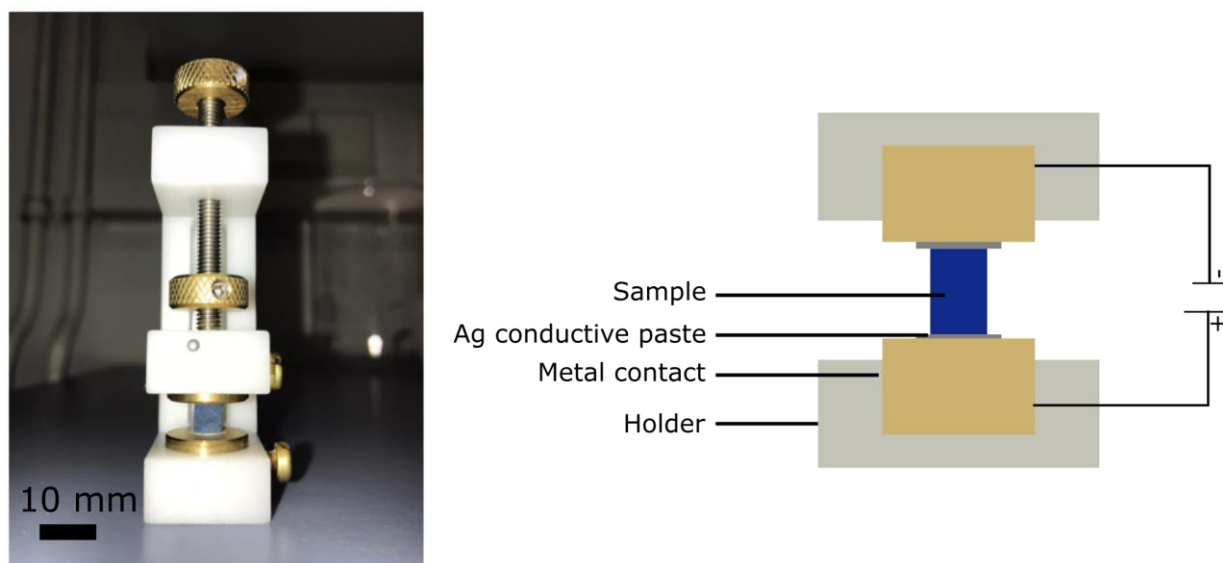 10 mm
Sample
Ag conductive paste
Metal contact
Holder
-
+